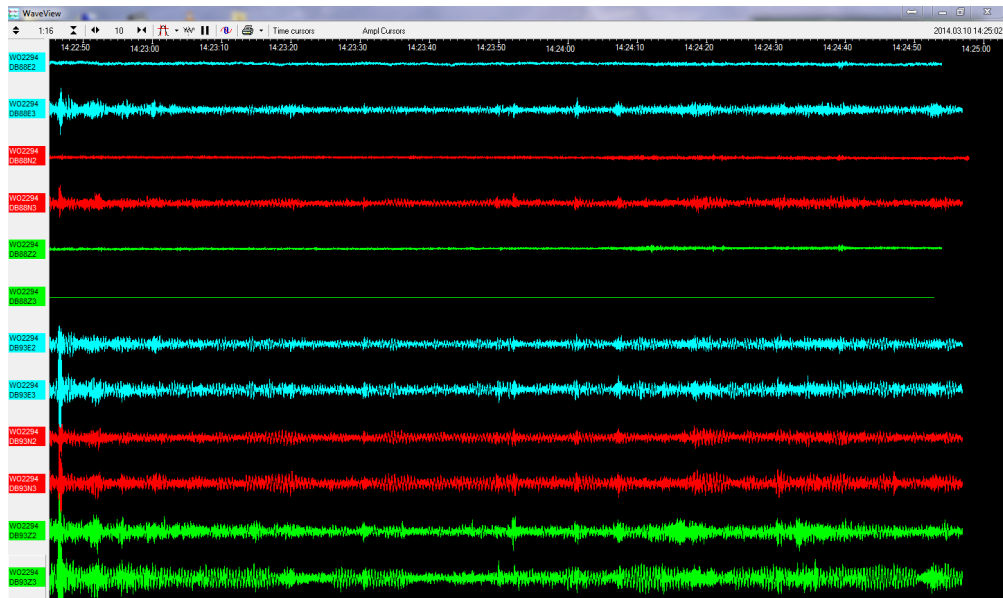 WaveView
1:16 10 Time cursors Ampl Cursors 2014.03.10 14:25:02
14:22:50 14:23:00 14:23:10 14:23:20 14:23:30 14:23:40 14:23:50 14:24:00 14:24:10 14:24:20 14:24:30 14:24:40 14:24:50 14:25:00
WO2294
DB88E2
WO2294
DB88E3
WO2294
DB88N2
WO2294
DB88N3
WO2294
DB88Z2
WO2294
DB88Z3
WO2294
DB93E2
WO2294
DB93E3
WO2294
DB93N2
WO2294
DB93N3
WO2294
DB93Z2
WO2294
DB93Z3